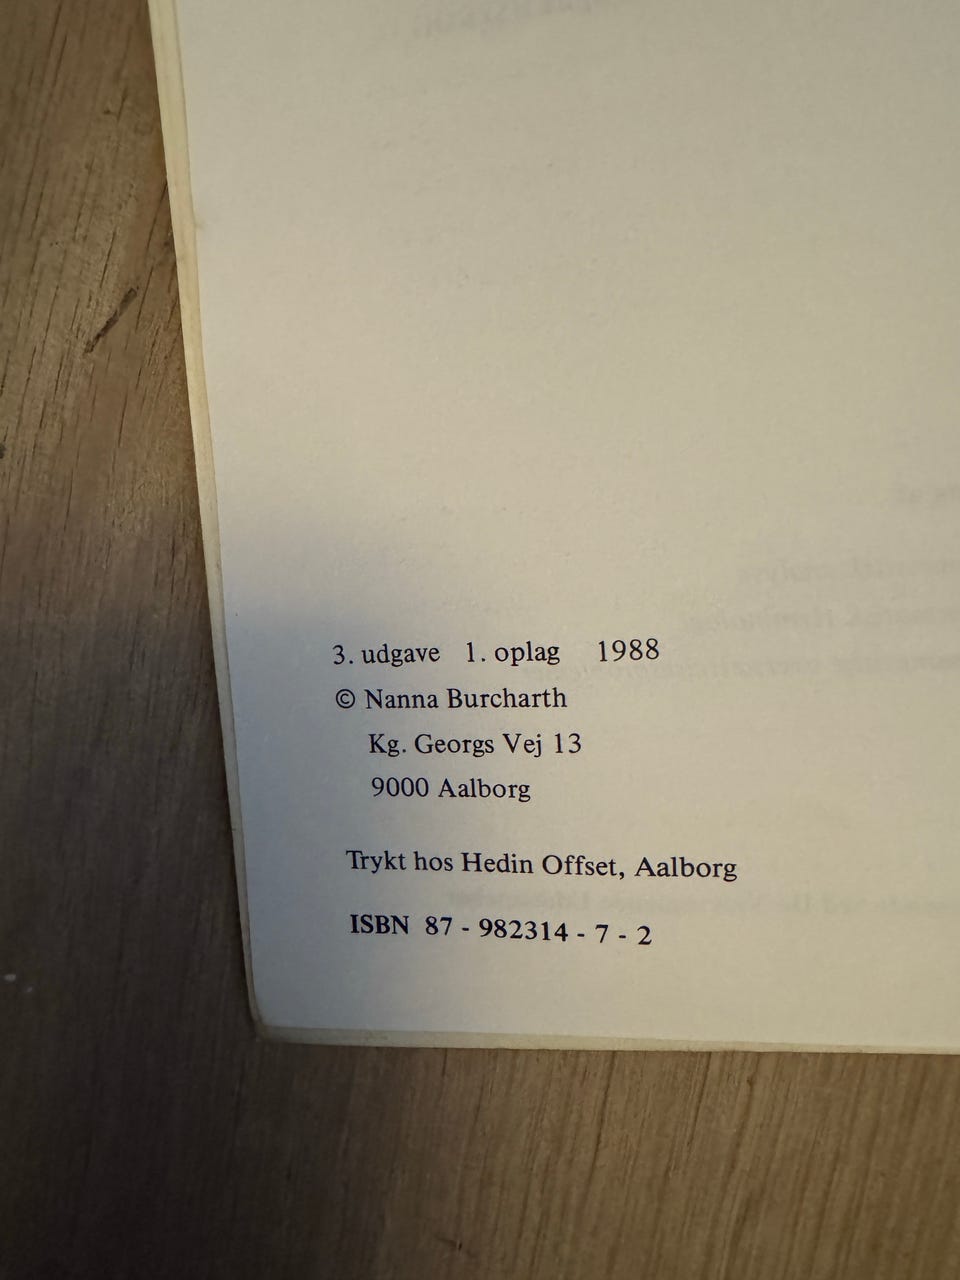 3. udgave 1. oplag 1988
© Nanna Burcharth
Kg. Georgs Vej 13
9000 Aalborg
Trykt hos Hedin Offset, Aalborg
ISBN 87 - 982314 - 7 - 2